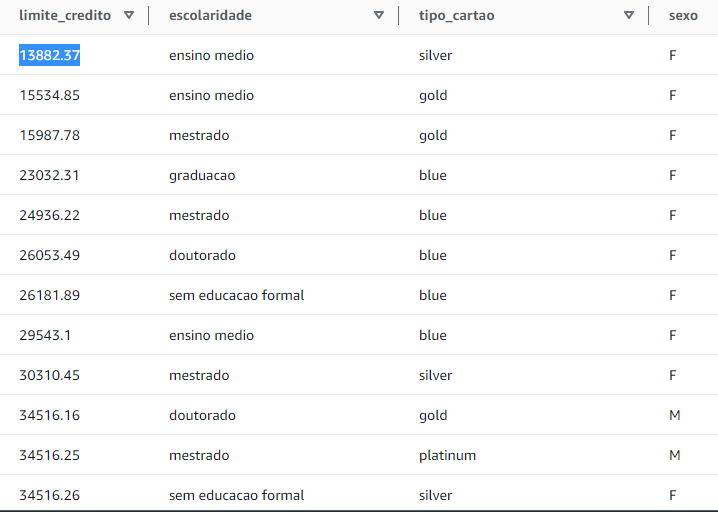 limite_credito escolaridade tipo_cartao sexo
13882.37 ensino medio silver F
15534.85 ensino medio gold F
15987.78 mestrado gold F
23032.31 graduacao blue F
24936.22 mestrado blue F
26053.49 doutorado blue F
26181.89 sem educacao formal blue F
29543.1 ensino medio blue F
30310.45 mestrado silver F
34516.16 doutorado gold M
34516.25 mestrado platinum M
34516.26 sem educacao formal silver F